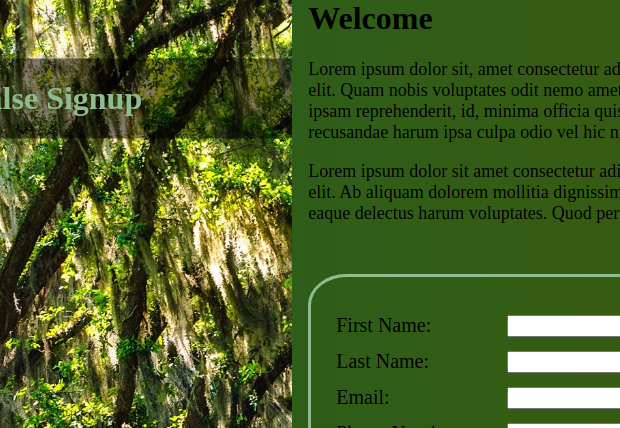 lse Signup
Welcome
Lorem ipsum dolor sit, amet consectetur ad
elit. Quam nobis voluptates odit nemo amet
ipsam reprehenderit, id, minima officia quis
recusandae harum ipsa culpa odio vel hic n
Lorem ipsum dolor sit amet consectetur adi
elit. Ab aliquam dolorem mollitia dignissim
eaque delectus harum voluptates. Quod per
First Name:
Last Name:
Email: